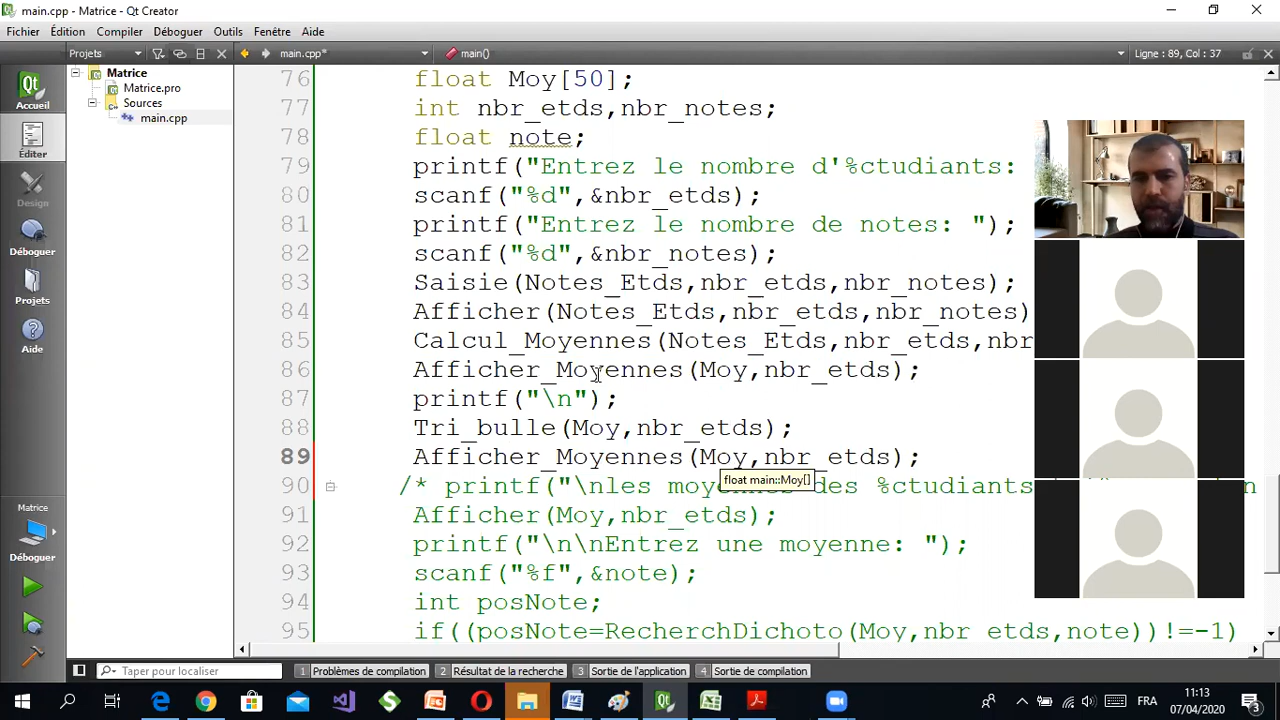 main.cpp - Matrice - Qt Creator
Fichier Édition Compiler Déboguer Outils Fenêtre Aide
Projets main.cpp* main() Ligne : 89, Col : 37
Matrice
Matrice.pro
Sources
main.cpp
Accueil
Éditer
Design
Déboguer
Projets
Aide
Matrice
Déboguer
76 float Moy[50];
77 int nbr_etds,nbr_notes;
78 float note;
79 printf("Entrez le nombre d'%ctudiants:
80 scanf("%d",&nbr_etds);
81 printf("Entrez le nombre de notes: ");
82 scanf("%d",&nbr_notes);
83 Saisie(Notes_Etds,nbr_etds,nbr_notes);
84 Afficher(Notes_Etds,nbr_etds,nbr_notes)
85 Calcul_Moyennes(Notes_Etds,nbr_etds,nbr
86 Afficher_Moyennes(Moy,nbr_etds);
87 printf("\n");
88 Tri_bulle(Moy,nbr_etds);
89 Afficher_Moyennes(Moy,nbr_etds);
float main::Moy[]
90 /* printf("\nles des %ctudiants
91 Afficher(Moy,nbr_etds);
92 printf("\n\nEntrez une moyenne: ");
93 scanf("%f",&note);
94 int posNote;
95 if((posNote=RecherchDichoto(Moy,nbr_etds,note))!=-1)
Taper pour localiser 1 Problèmes de compilation 2 Résultat de la recherche 3 Sortie de l'application 4 Sortie de compilation
FRA 11:13
07/04/2020
3